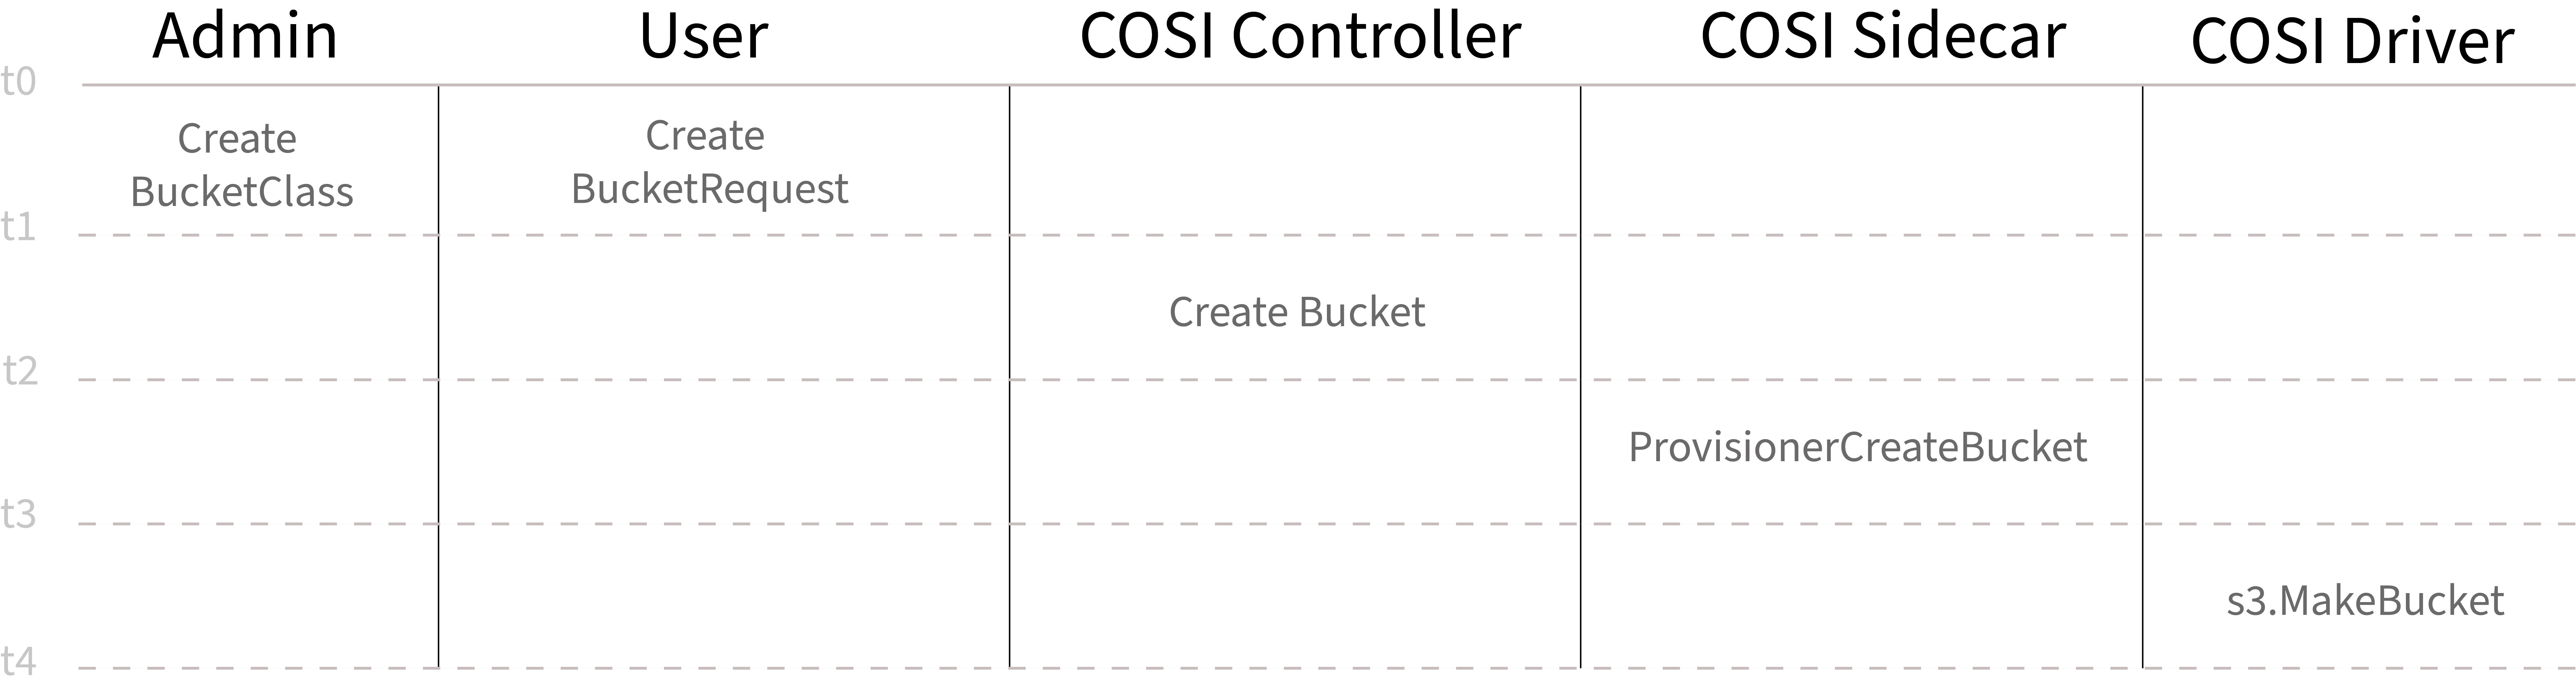 Admin
User
COSI Controller
COSI Sidecar
COSI Driver
t0
Create
BucketClass
Create
BucketRequest
t1
Create Bucket
t2
ProvisionerCreateBucket
t3
s3.MakeBucket
t4